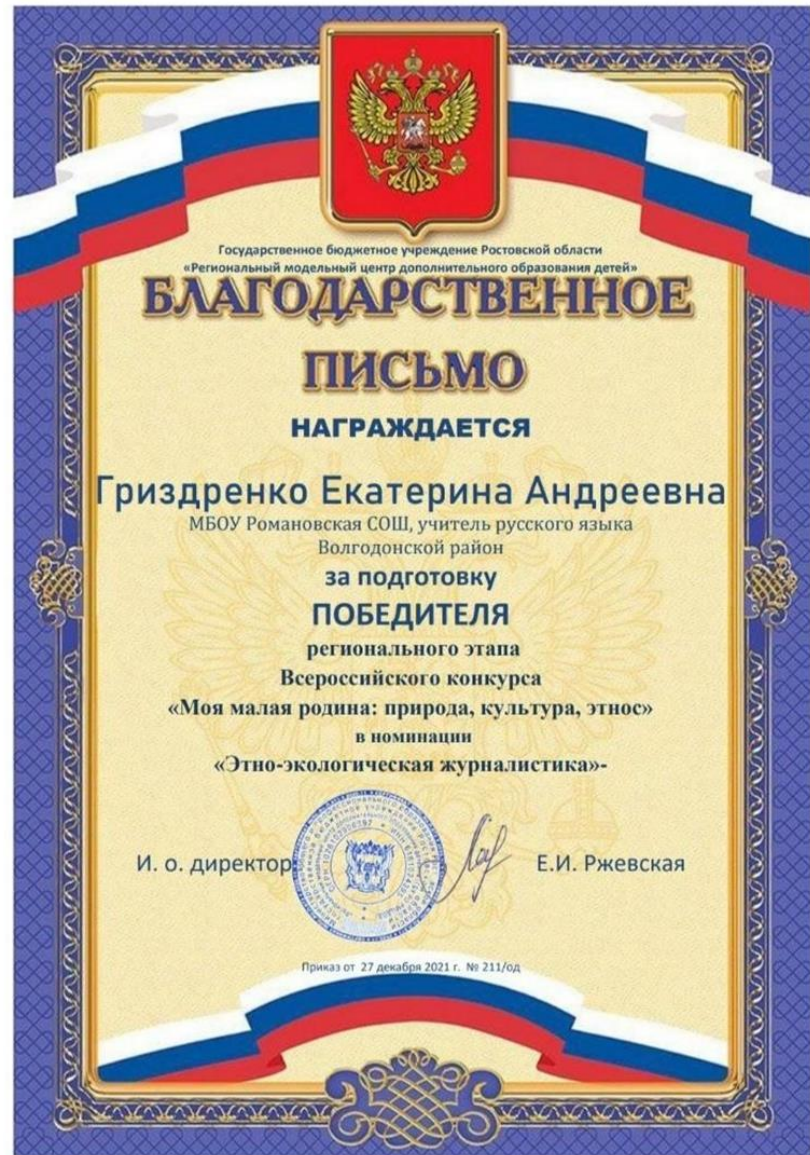 Государственное бюджетное учреждение Ростовской области
«Региональный модельный центр дополнительного образования детей»
БЛАГОДАРСТВЕННОЕ
ПИСЬМО
НАГРАЖДАЕТСЯ
Гриздренко Екатерина Андреевна
МБОУ Романовская СОШ, учитель русского языка
Волгодонской район
за подготовку
ПОБЕДИТЕЛЯ
регионального этапа
Всероссийского конкурса
«Моя малая родина: природа, культура, этнос»
в номинации
«Этно-экологическая журналистика»-
И. о. директор
Е.И. Ржевская
Приказ от 27 декабря 2021 г. № 211/од